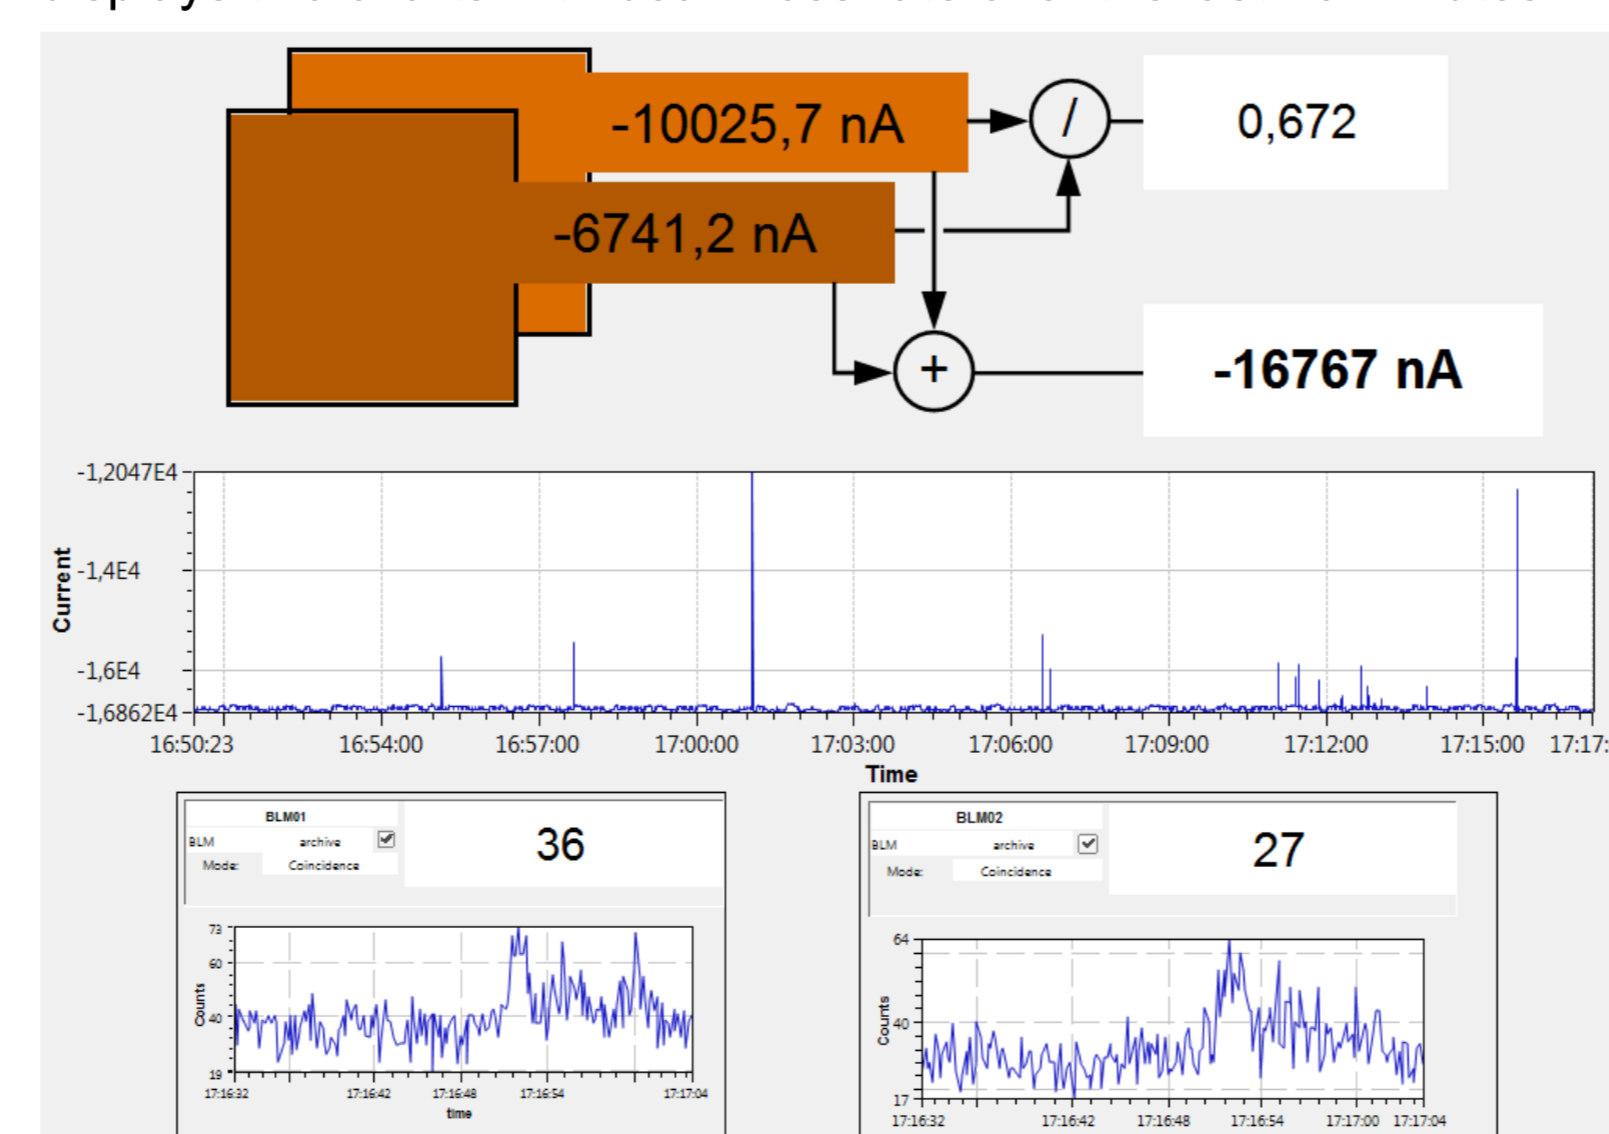 -10025,7 nA
/
0,672
-6741,2 nA
+
-16767 nA
Current
-1,2047E4
-1,4E4
-1,6E4
-1,6862E4
16:50:23 16:54:00 16:57:00 17:00:00 17:03:00 17:06:00 17:09:00 17:12:00 17:15:00 17:17:
Time
BLM01
BLM archive
36
Mode: Coincidence
Counts
73
60
40
19
17:16:32 17:16:42 17:16:48 17:16:54 17:17:04
time
BLM02
BLM archive
27
Mode: Coincidence
Counts
64
40
17
17:16:32 17:16:42 17:16:48 17:16:54 17:17:00 17:17:04